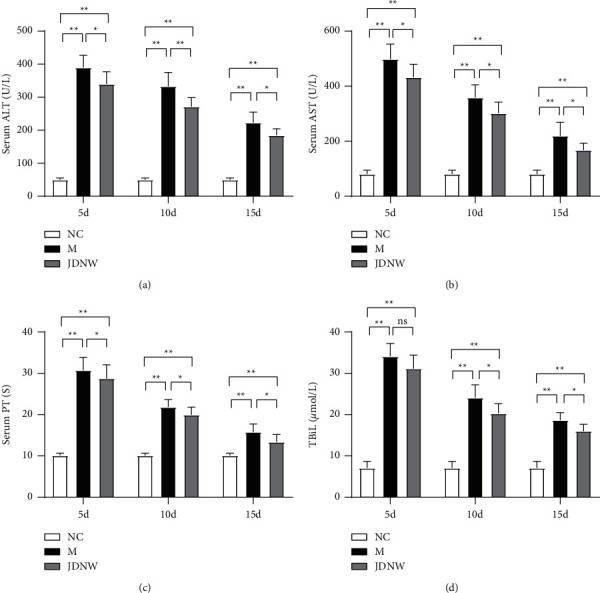 500
400
300
200
100
0
Serum ALT (U/L)
**
** *
**
** **
**
** *
5d 10d 15d
NC
M
JDNW
(a)
600
400
200
0
Serum AST (U/L)
**
** *
**
** *
**
** *
5d 10d 15d
NC
M
JDNW
(b)
40
30
20
10
0
Serum PT (S)
**
** *
**
** *
**
** *
5d 10d 15d
NC
M
JDNW
(c)
40
30
20
10
0
TBiL (μmol/L)
**
** ns
**
** *
**
** *
5d 10d 15d
NC
M
JDNW
(d)